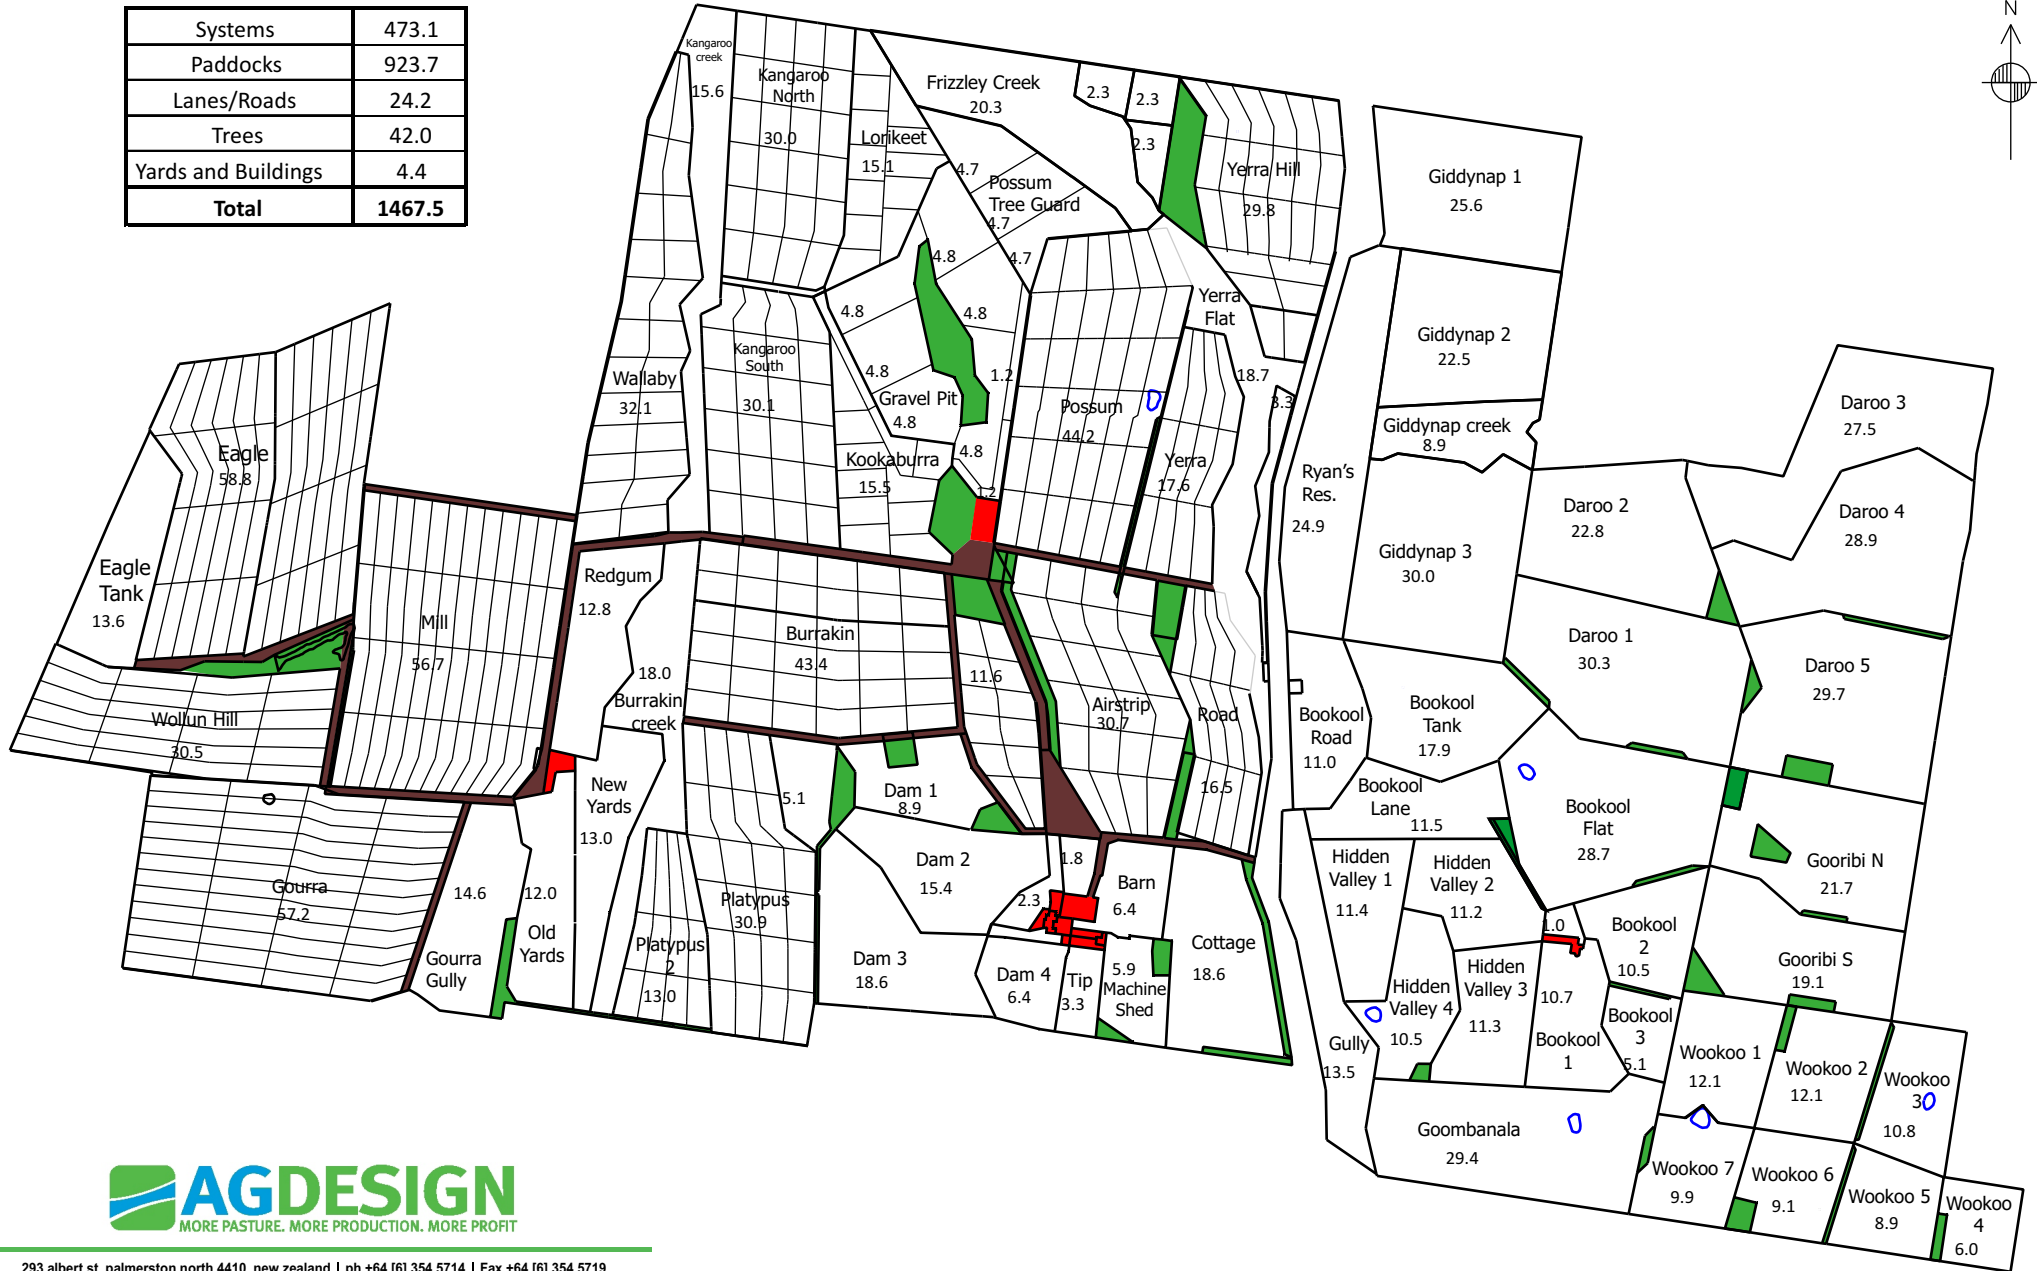 Systems 473.1
Paddocks 923.7
Lanes/Roads 24.2
Trees 42.0
Yards and Buildings 4.4
Total 1467.5
N
Kangaroo
creek
15.6
Kangaroo
North
30.0
Lorikeet
15.1
Frizzley Creek
20.3
2.3
2.3
2.3
4.7
Possum
Tree Guard
4.7
4.7
Yerra Hill
29.8
Giddynap 1
25.6
4.8
4.8
4.8
4.8
Gravel Pit
4.8
1.2
4.8
1.2
Yerra
Flat
18.7
3.3
Giddynap 2
22.5
Giddynap creek
8.9
Giddynap 3
30.0
Daroo 3
27.5
Daroo 4
28.9
Daroo 2
22.8
Wallaby
32.1
Kangaroo
South
30.1
Kookaburra
15.5
Possum
44.2
Yerra
17.6
Ryan's
Res.
24.9
Eagle
58.8
Eagle
Tank
13.6
Mill
56.7
Redgum
12.8
18.0
Burrakin
creek
Burrakin
43.4
11.6
Airstrip
30.7
Road
16.5
Daroo 1
30.3
Daroo 5
29.7
Wollun Hill
30.5
Bookool
Road
11.0
Bookool
Tank
17.9
Bookool
Lane
11.5
Bookool
Flat
28.7
Gooribi N
21.7
New
Yards
13.0
5.1
Dam 1
8.9
Gourra
57.2
14.6
Gourra
Gully
12.0
Old
Yards
Platypus
30.9
Platypus
2
13.0
Dam 2
15.4
1.8
2.3
Barn
6.4
Dam 3
18.6
Dam 4
6.4
Tip
3.3
5.9
Machine
Shed
Cottage
18.6
Hidden
Valley 1
11.4
Hidden
Valley 2
11.2
1.0
Bookool
2
10.5
Gooribi S
19.1
Hidden
Valley 4
10.5
Hidden
Valley 3
11.3
10.7
Bookool
1
Bookool
3
5.1
Gully
13.5
Wookoo 1
12.1
Wookoo 2
12.1
Wookoo
3
10.8
Goombanala
29.4
Wookoo 7
9.9
Wookoo 6
9.1
Wookoo 5
8.9
Wookoo
4
6.0
AGDESIGN
MORE PASTURE. MORE PRODUCTION. MORE PROFIT
293 albert st, palmerston north 4410, new zealand | ph +64 [6] 354 5714 | Fax +64 [6] 354 5719